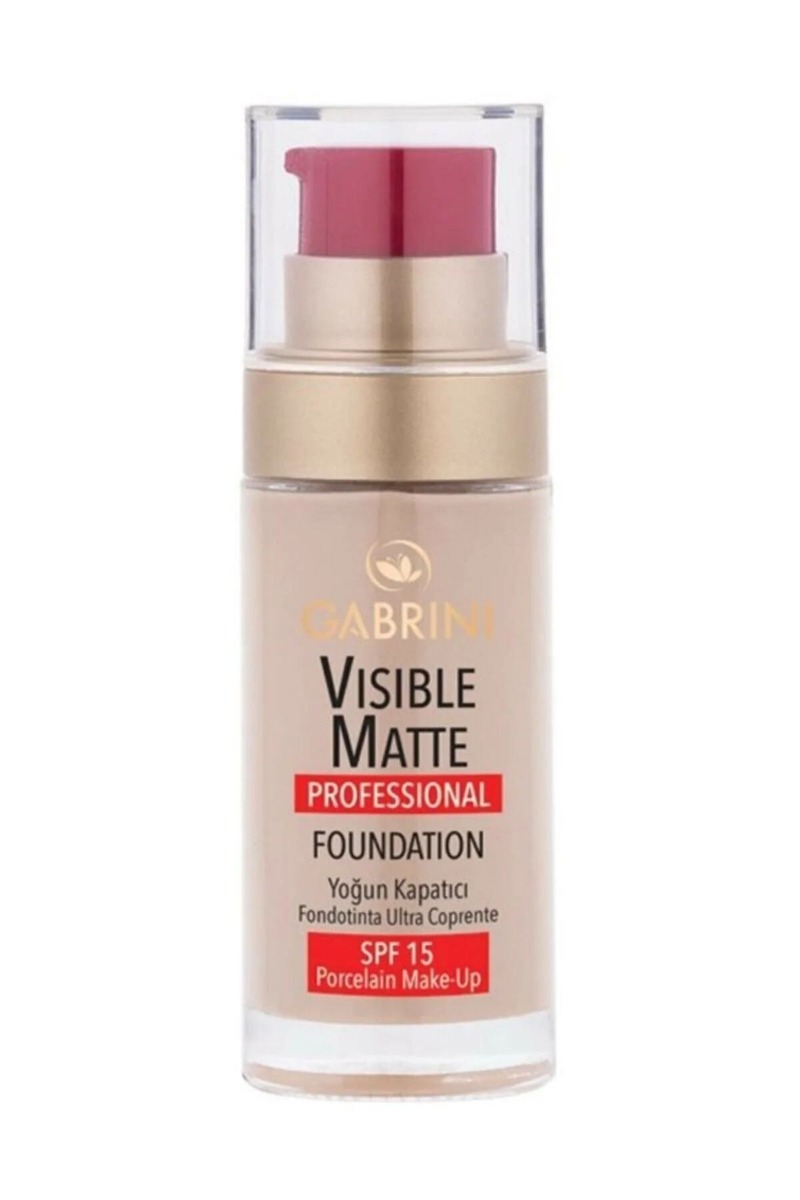 GABRINI
VISIBLE
MATTE
PROFESSIONAL
FOUNDATION
Yoğun Kapatıcı
Fondotinta Ultra Coprente
SPF 15
Porcelain Make-Up